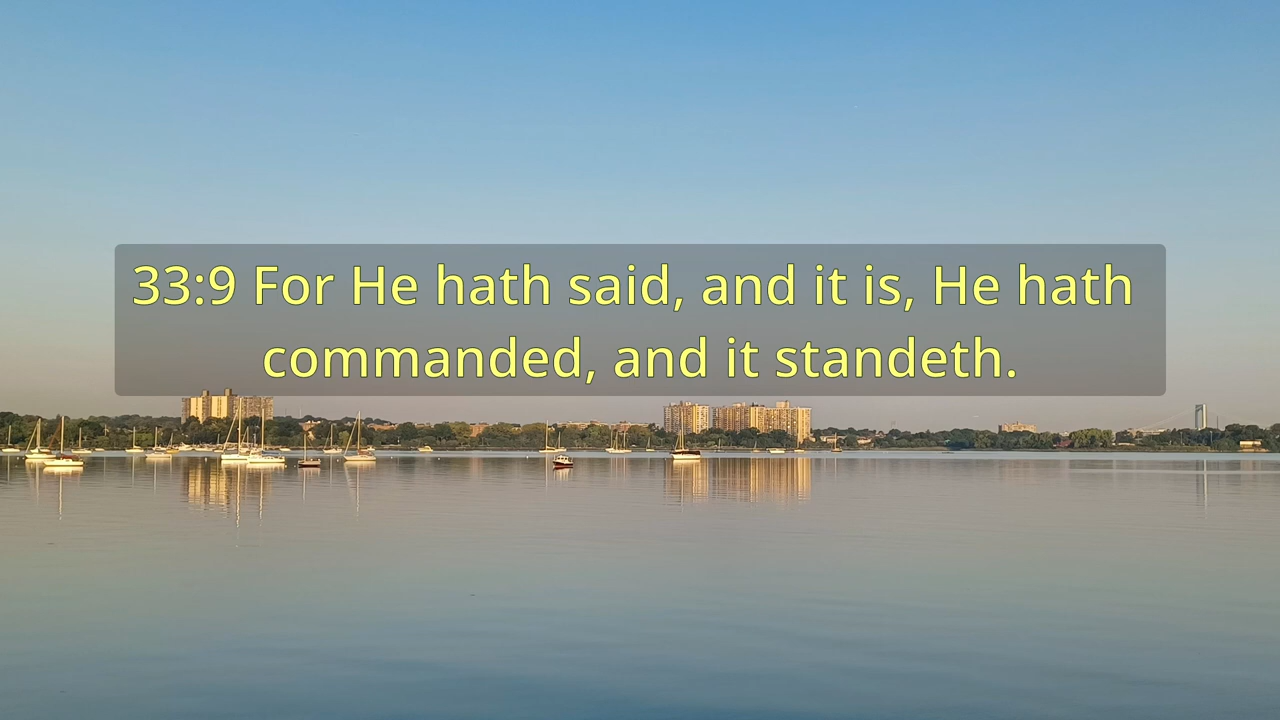 33:9 For He hath said, and it is, He hath
commanded, and it standeth.